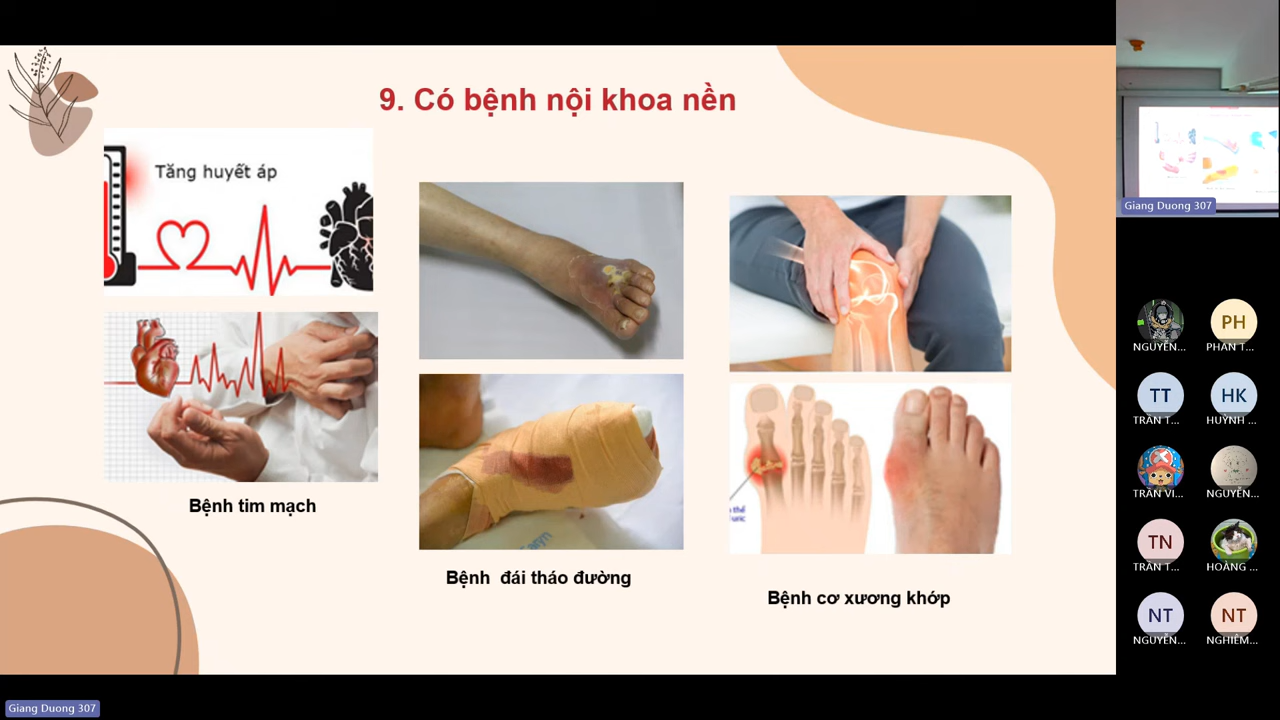 9. Có bệnh nội khoa nền
Tăng huyết áp
Bệnh tim mạch
Bệnh đái tháo đường
Bệnh cơ xương khớp
Giang Duong 307
NGUYỄN...
PH
PHAN T...
TT
TRẦN T...
HK
HUỲNH ...
TRẦN VI...
NGUYỄN...
TN
TRẦN T...
HOÀNG ...
NT
NGUYỄN...
NT
NGHIÊM...
Giang Duong 307